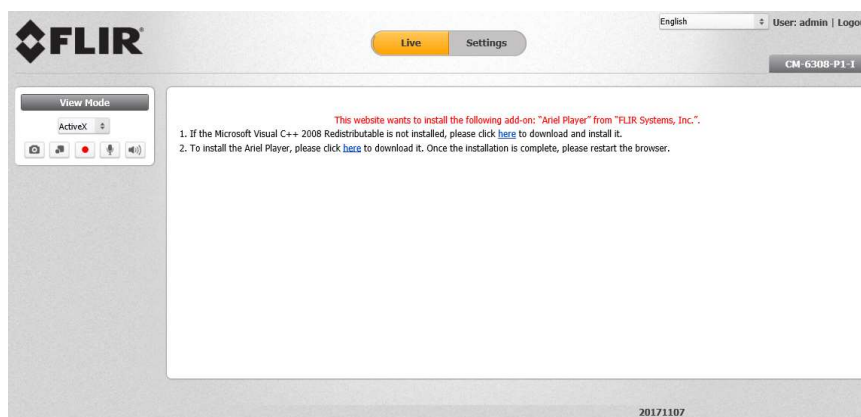 FLIR
Live
Settings
English
User: admin | Logou
CM-6308-P1-I
View Mode
ActiveX
This website wants to install the following add-on: "Ariel Player" from "FLIR Systems, Inc.".
1. If the Microsoft Visual C++ 2008 Redistributable is not installed, please click here to download and install it.
2. To install the Ariel Player, please click here to download it. Once the installation is complete, please restart the browser.
20171107